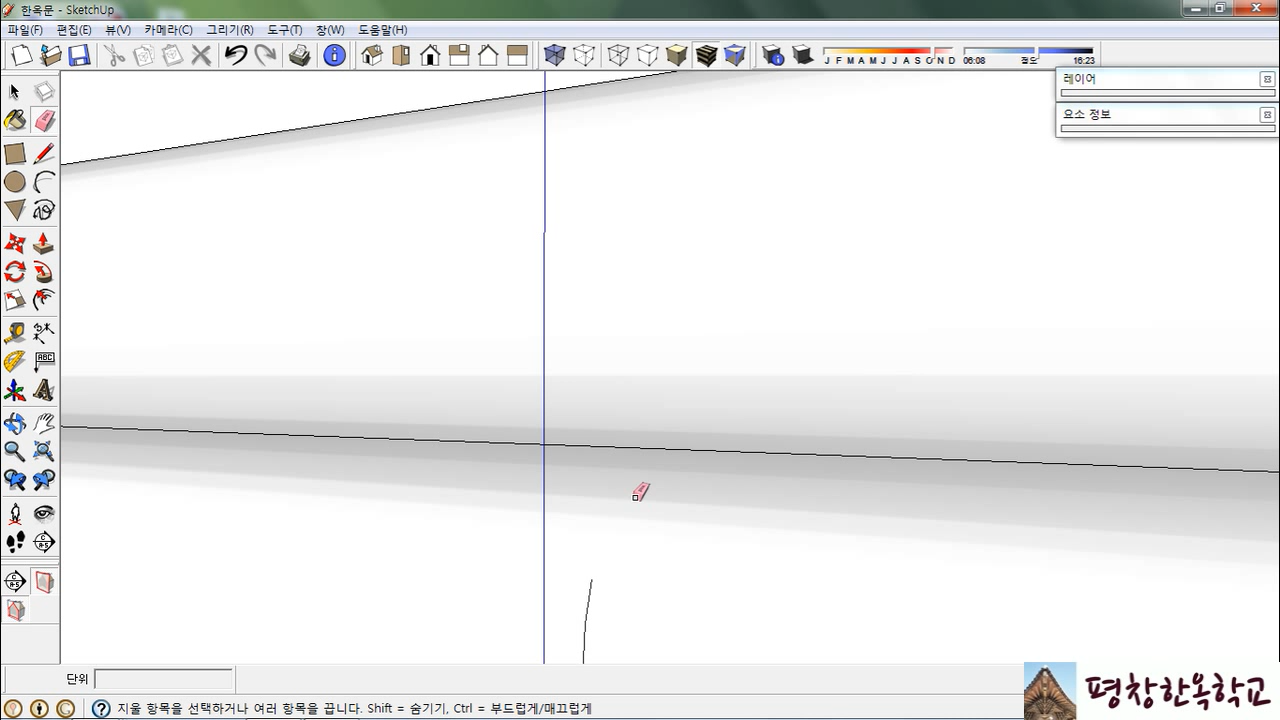 한옥문 - SketchUp
파일(F) 편집(E) 뷰(V) 카메라(C) 그리기(R) 도구(T) 창(W) 도움말(H)
J F M A M J J A S O N D 06:08 정오 16:23
레이어
요소 정보
ABC
단위
지울 항목을 선택하거나 여러 항목을 끕니다. Shift = 숨기기, Ctrl = 부드럽게/매끄럽게
평창한옥학교